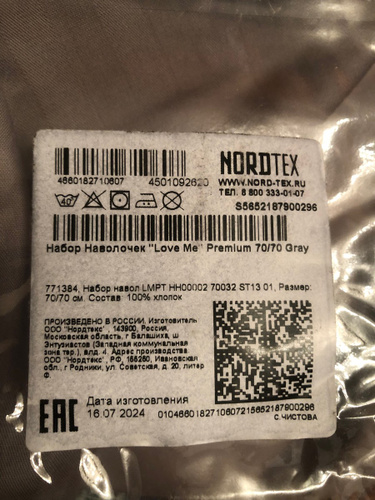 NORDTEX
4660182710607 4501092620
WWW.NORD-TEX.RU
ТЕЛ. 8 800 333-01-07
40
S5652187900296
Набор Наволочек "Love Me" Premium 70/70 Gray
771384, Набор навол LMPT НН00002 70032 ST13 01, Размер:
70/70 см. Состав: 100% хлопок
ПРОИЗВЕДЕНО В РОССИИ. Изготовитель
ООО "Нордтекс", 143900, Россия,
Московская область, г Балашиха, ш
Энтузиастов (Западная коммунальная
зона тер.), влд. 4. Адрес производства:
ООО "Нордтекс", РФ, 155250, Ивановская
обл., г Родники, ул. Советская, д. 20, литер
Ф.
EAC
Дата изготовления
16.07.2024
0104660182710607215652187900296
С.ЧИСТОВА